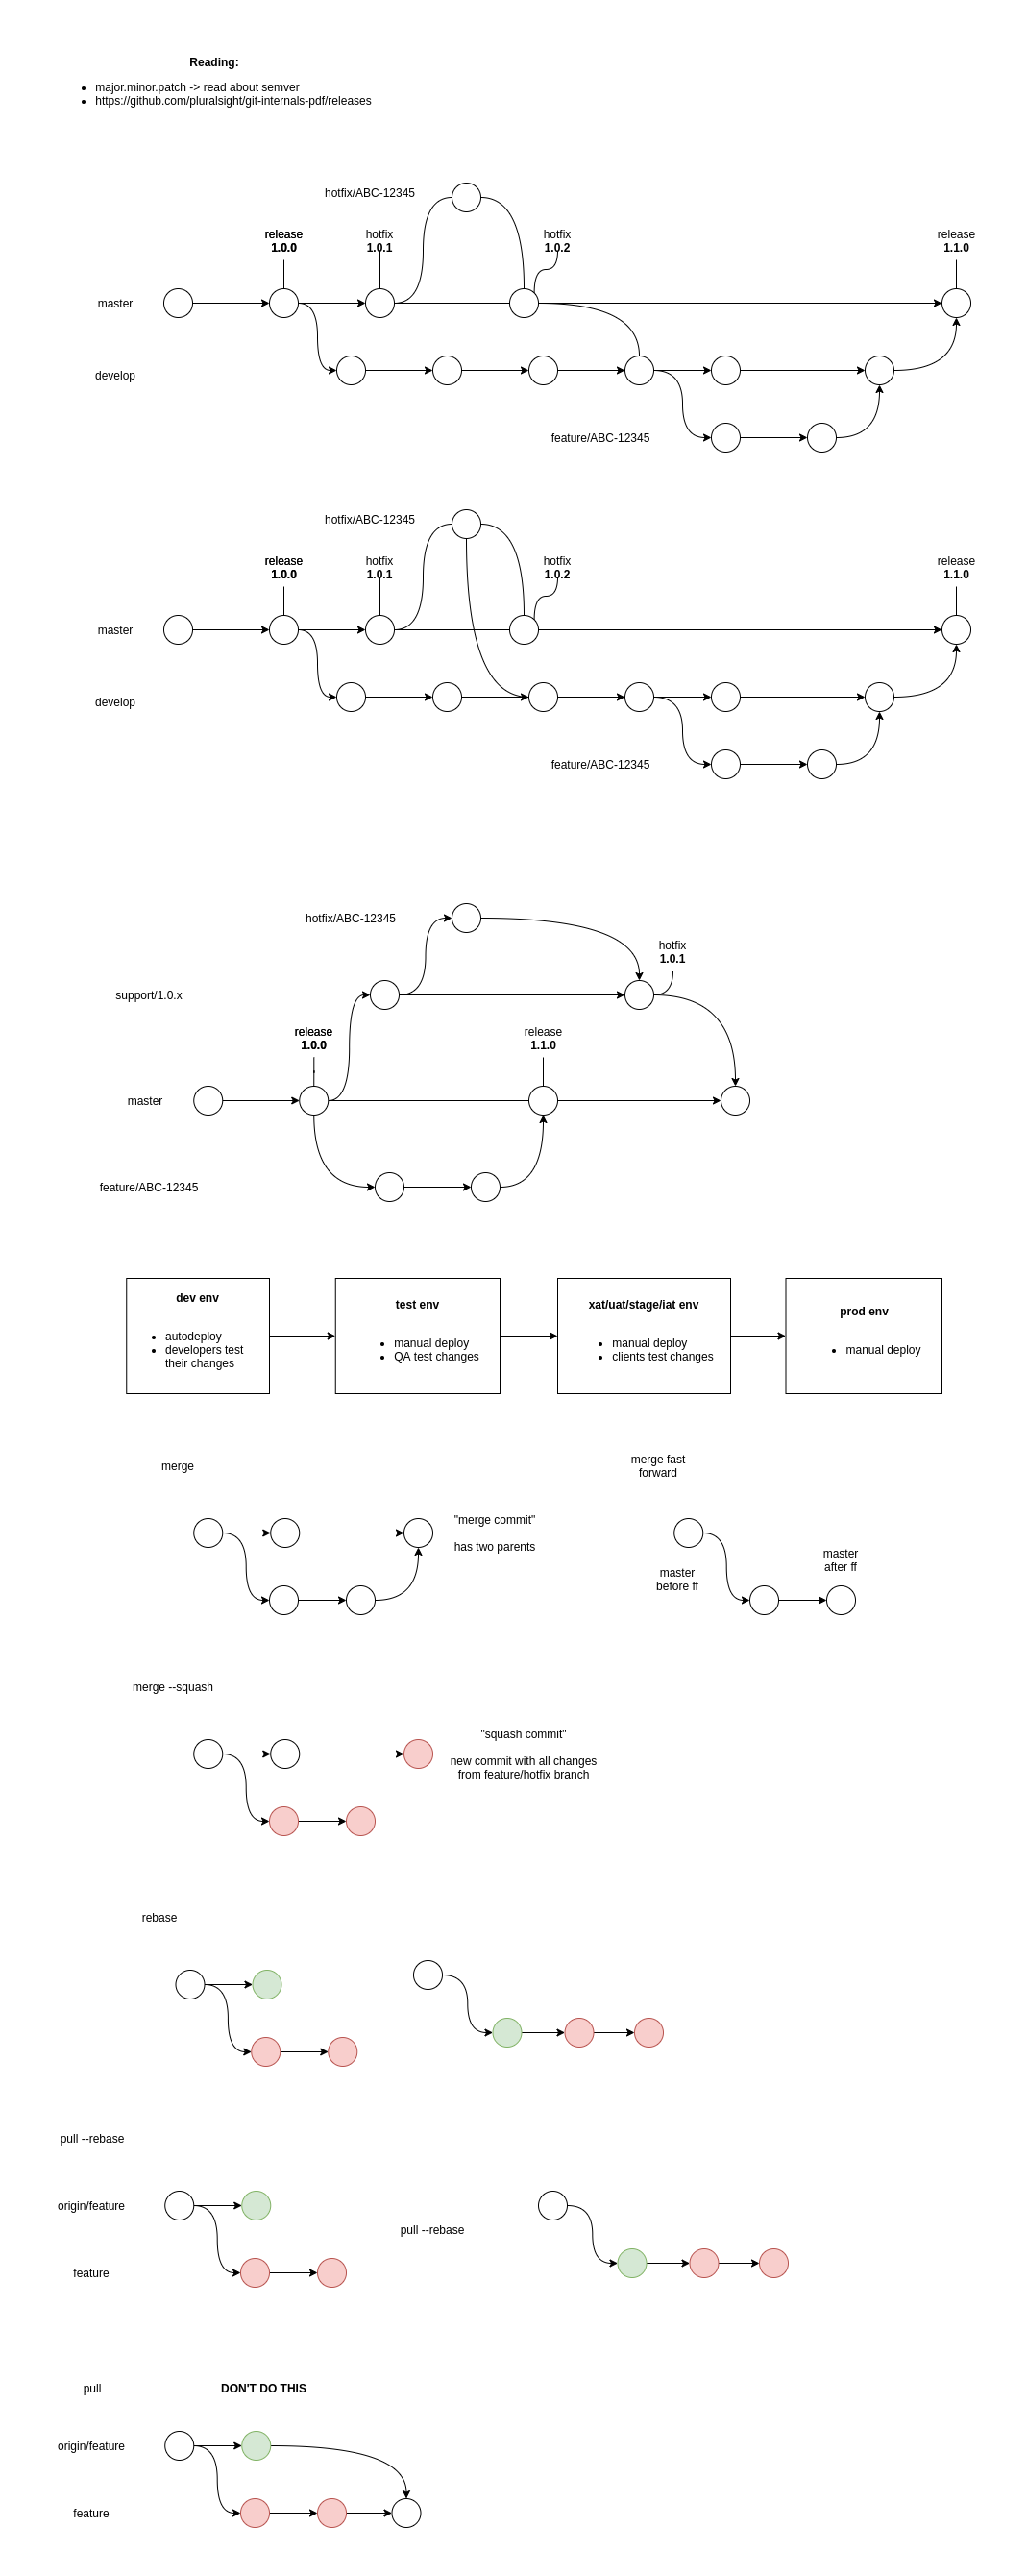 Reading:
major.minor.patch -> read about semver
https://github.com/pluralsight/git-internals-pdf/releases
hotfix/ABC-12345
release
1.0.0
hotfix
1.0.1
hotfix
1.0.2
release
1.1.0
master
develop
feature/ABC-12345
hotfix/ABC-12345
release
1.0.0
hotfix
1.0.1
hotfix
1.0.2
release
1.1.0
master
develop
feature/ABC-12345
hotfix/ABC-12345
hotfix
1.0.1
support/1.0.x
release
1.0.0
release
1.1.0
master
feature/ABC-12345
dev env
autodeploy
developers test
their changes
test env
manual deploy
QA test changes
xat/uat/stage/iat env
manual deploy
clients test changes
prod env
manual deploy
merge
"merge commit"
has two parents
merge fast
forward
master
before ff
master
after ff
merge --squash
"squash commit"
new commit with all changes
from feature/hotfix branch
rebase
pull --rebase
origin/feature
feature
pull --rebase
pull
DON'T DO THIS
origin/feature
feature